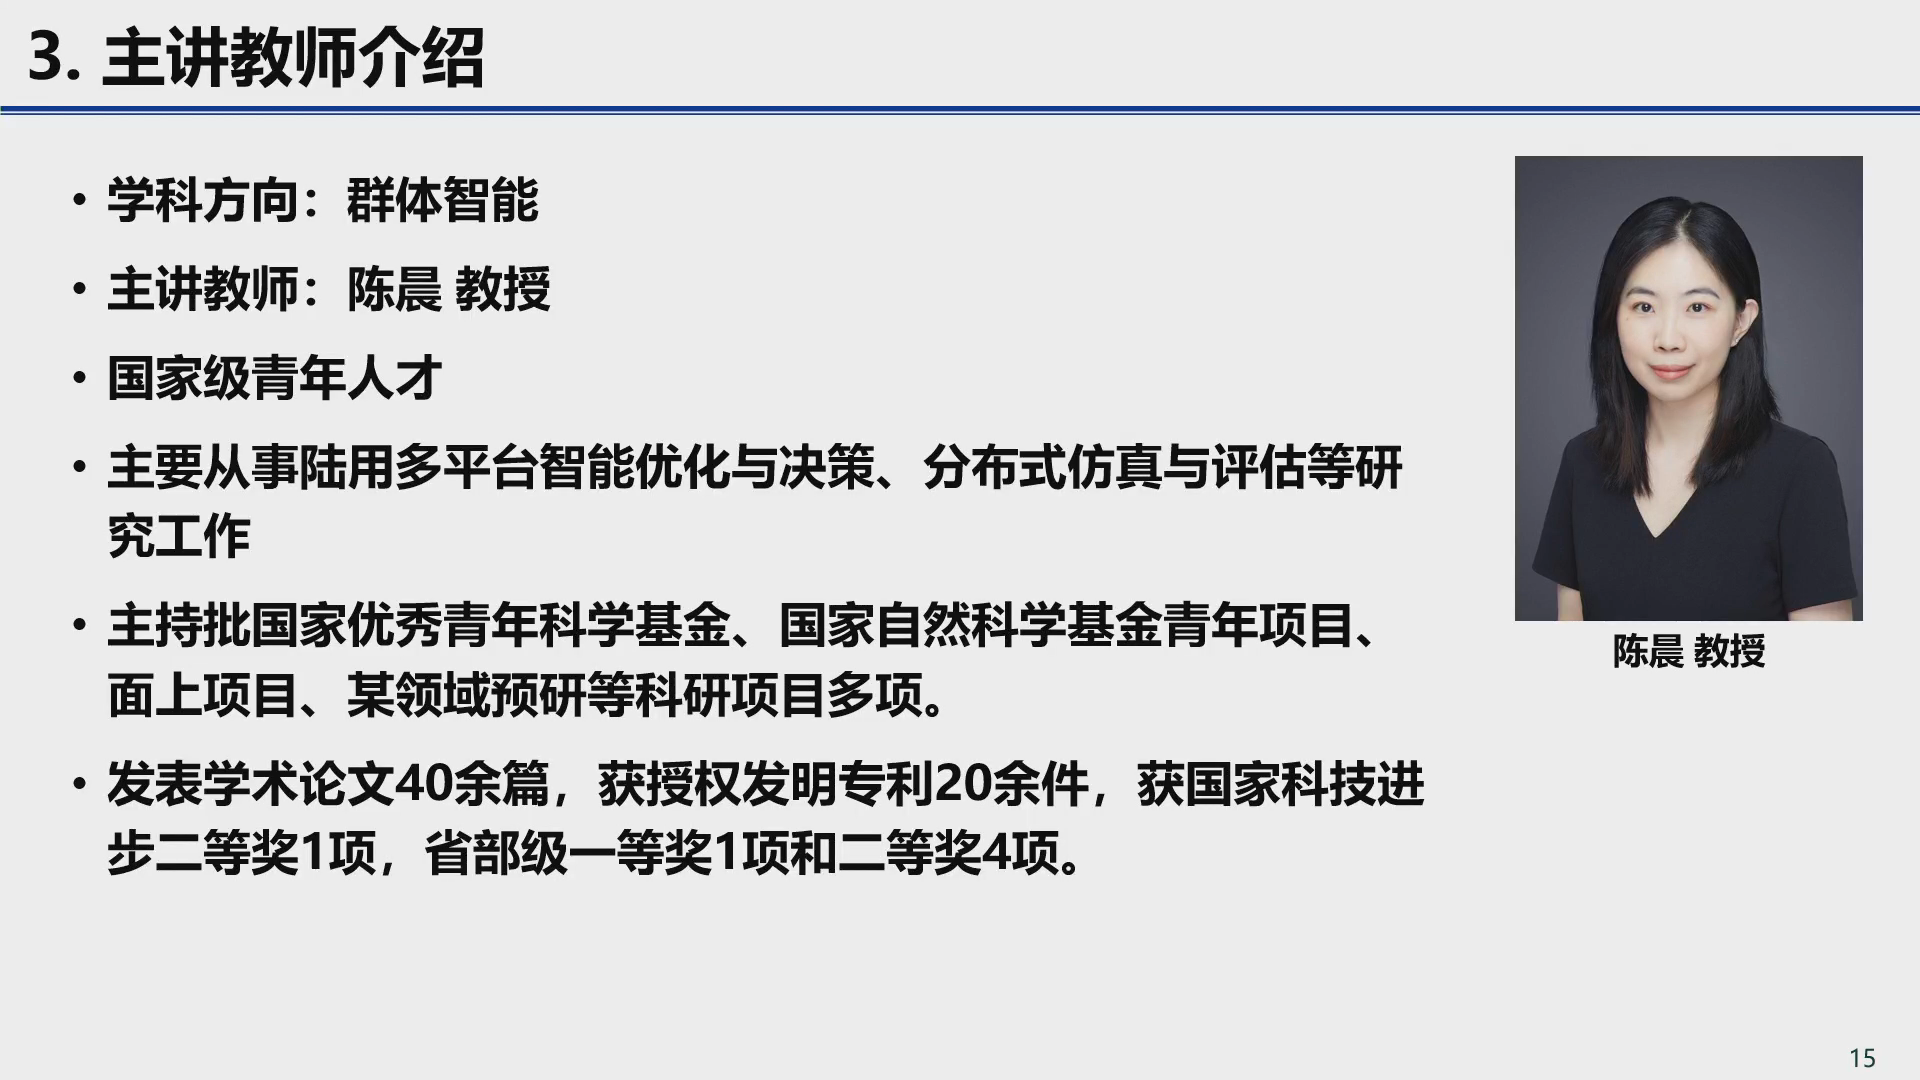 3. 主讲教师介绍
• 学科方向：群体智能
• 主讲教师：陈晨 教授
• 国家级青年人才
• 主要从事陆用多平台智能优化与决策、分布式仿真与评估等研
究工作
• 主持批国家优秀青年科学基金、国家自然科学基金青年项目、
面上项目、某领域预研等科研项目多项。
• 发表学术论文40余篇，获授权发明专利20余件，获国家科技进
步二等奖1项，省部级一等奖1项和二等奖4项。
陈晨 教授
15